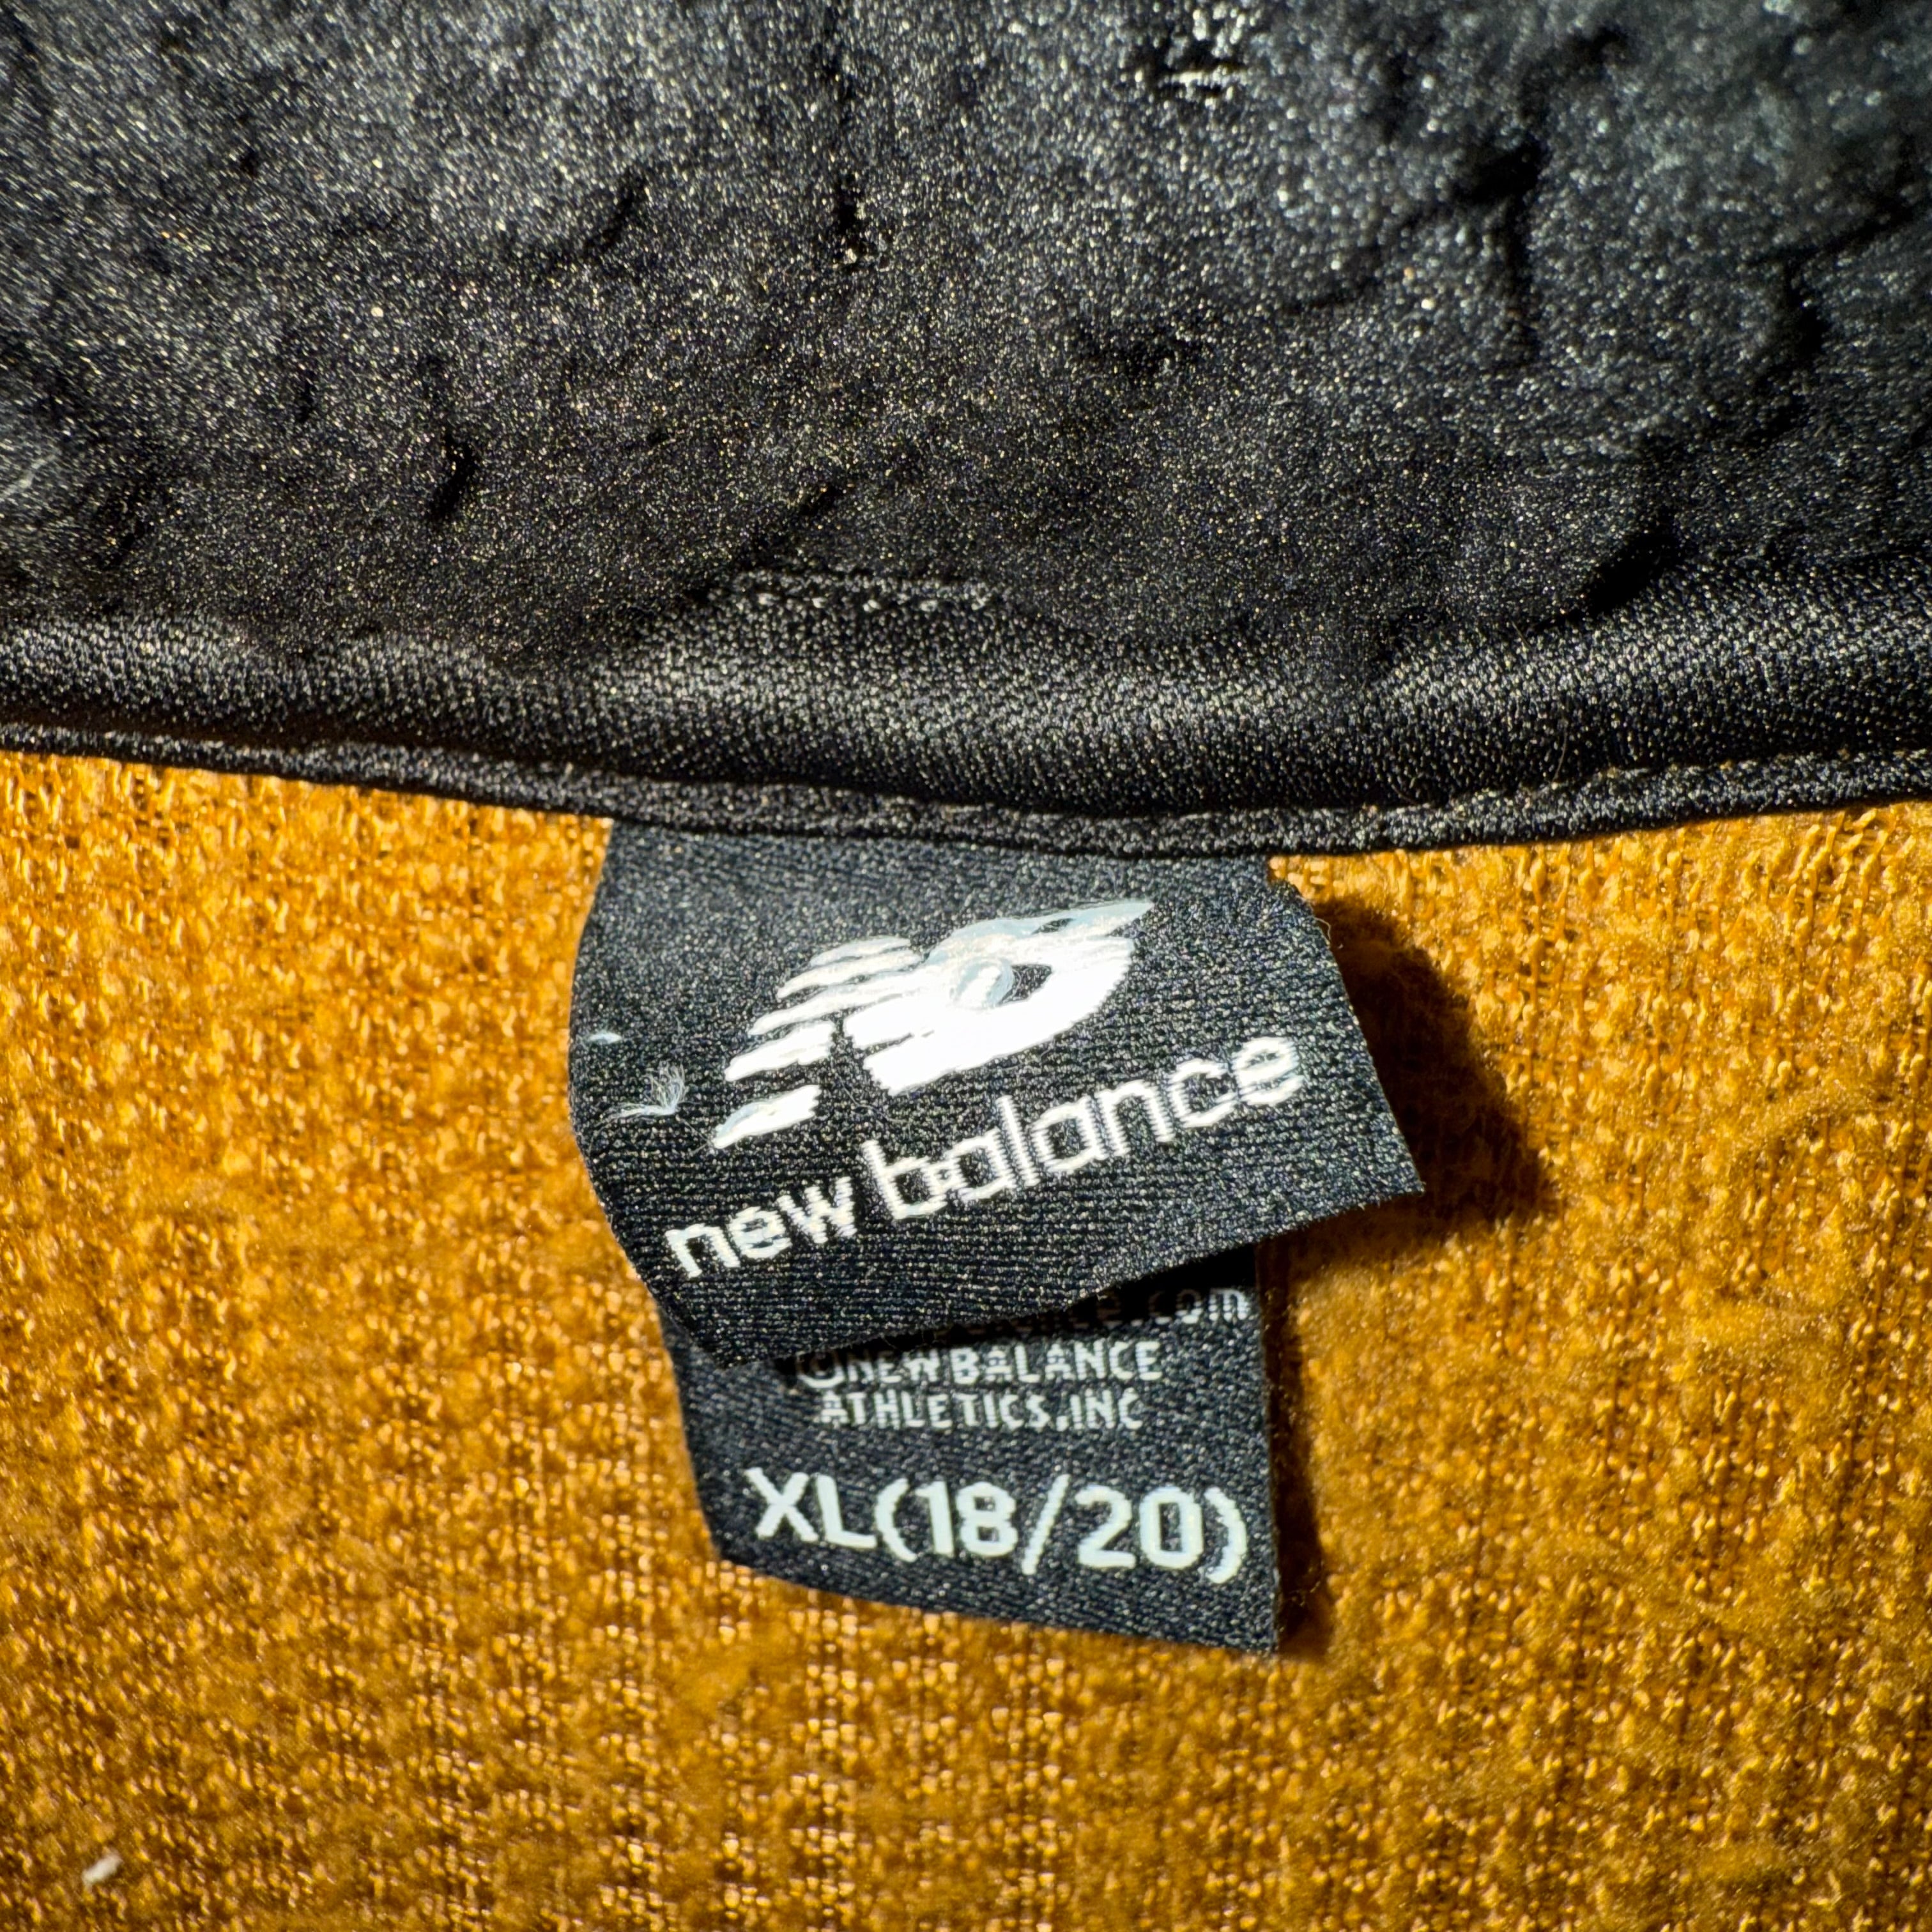 new balance
©NEW BALANCE
ATHLETICS,INC
XL(18/20)